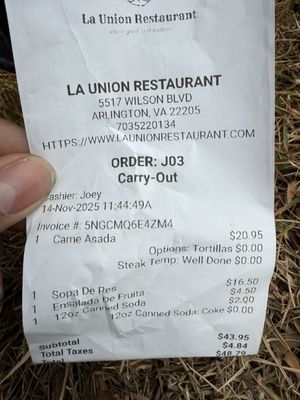 La Union Restaurant
LA UNION RESTAURANT
5517 WILSON BLVD
ARLINGTON, VA 22205
7035220134
HTTPS://WWW.LAUNIONRESTAURANT.COM
ORDER: J03
Carry-Out
Cashier: Joey
14-Nov-2025 11:44:49A
Invoice #: 5NGCMQ6E4ZM4
1 Carne Asada $20.95
Options: Tortillas $0.00
Steak Temp: Well Done $0.00
1 Sopa De Res $16.50
1 Ensalada De Fruita $4.50
1 12oz Canned Soda $2.00
12oz Canned Soda: Coke $0.00
Subtotal $43.95
Total Taxes $4.84
Total $48.79